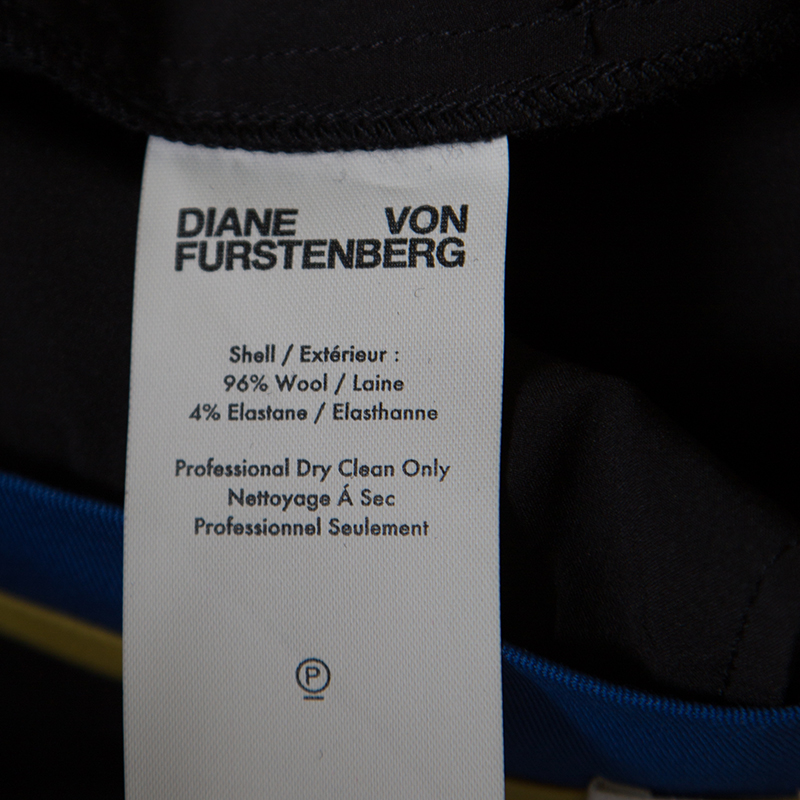 DIANE VON
FURSTENBERG
Shell / Extérieur :
96% Wool / Laine
4% Elastane / Elasthanne
Professional Dry Clean Only
Nettoyage Á Sec
Professionnel Seulement
P